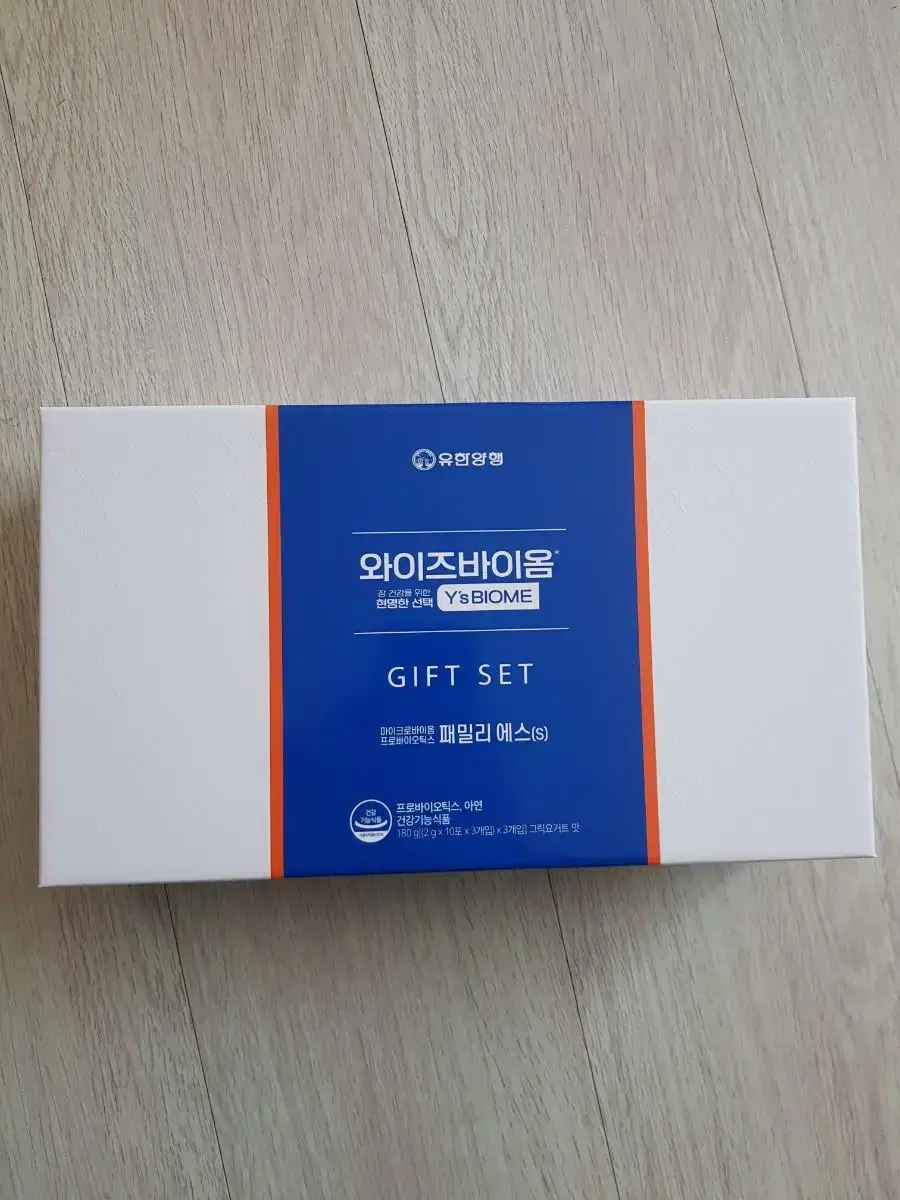 유한양행
와이즈바이옴
장 건강을 위한
현명한 선택 Y's BIOME
GIFT SET
마이크로바이옴
프로바이오틱스 패밀리 에스(S)
건강
기능식품
프로바이오틱스, 아연
건강기능식품
180 g{(2 g x 10포 x 3개입) x 3개입} 그릭요거트 맛